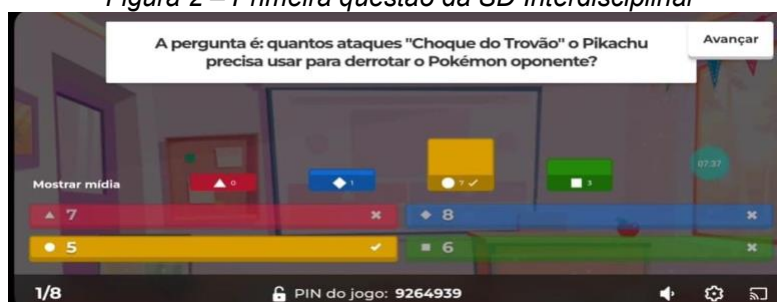 Figura 2 – Primeira questão da SD Interdisciplinar
A pergunta é: quantos ataques "Choque do Trovão" o Pikachu
precisa usar para derrotar o Pokémon oponente?
Avançar
07:37
Mostrar mídia
0
1
7
3
7
8
5
6
1/8
PIN do jogo: 9264939